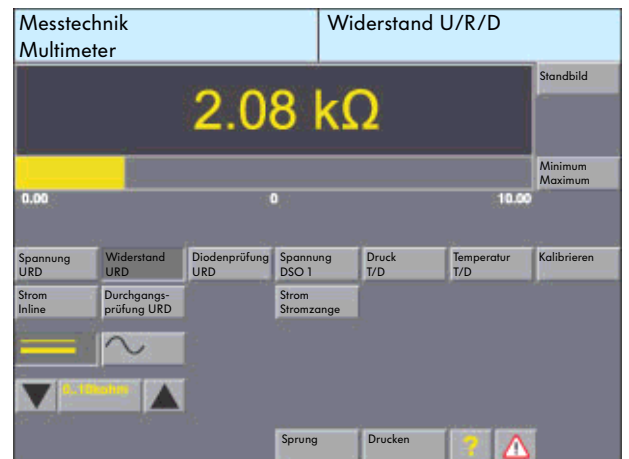 Messtechnik
Multimeter
Widerstand U/R/D
2.08 kΩ
Standbild
Minimum
Maximum
0.00 0 10.00
Spannung
URD
Widerstand
URD
Diodenprüfung
URD
Spannung
DSO 1
Druck
T/D
Temperatur
T/D
Kalibrieren
Strom
Inline
Durchgangs-
prüfung URD
Strom
Stromzange
0..10kohm
Sprung
Drucken
?
!